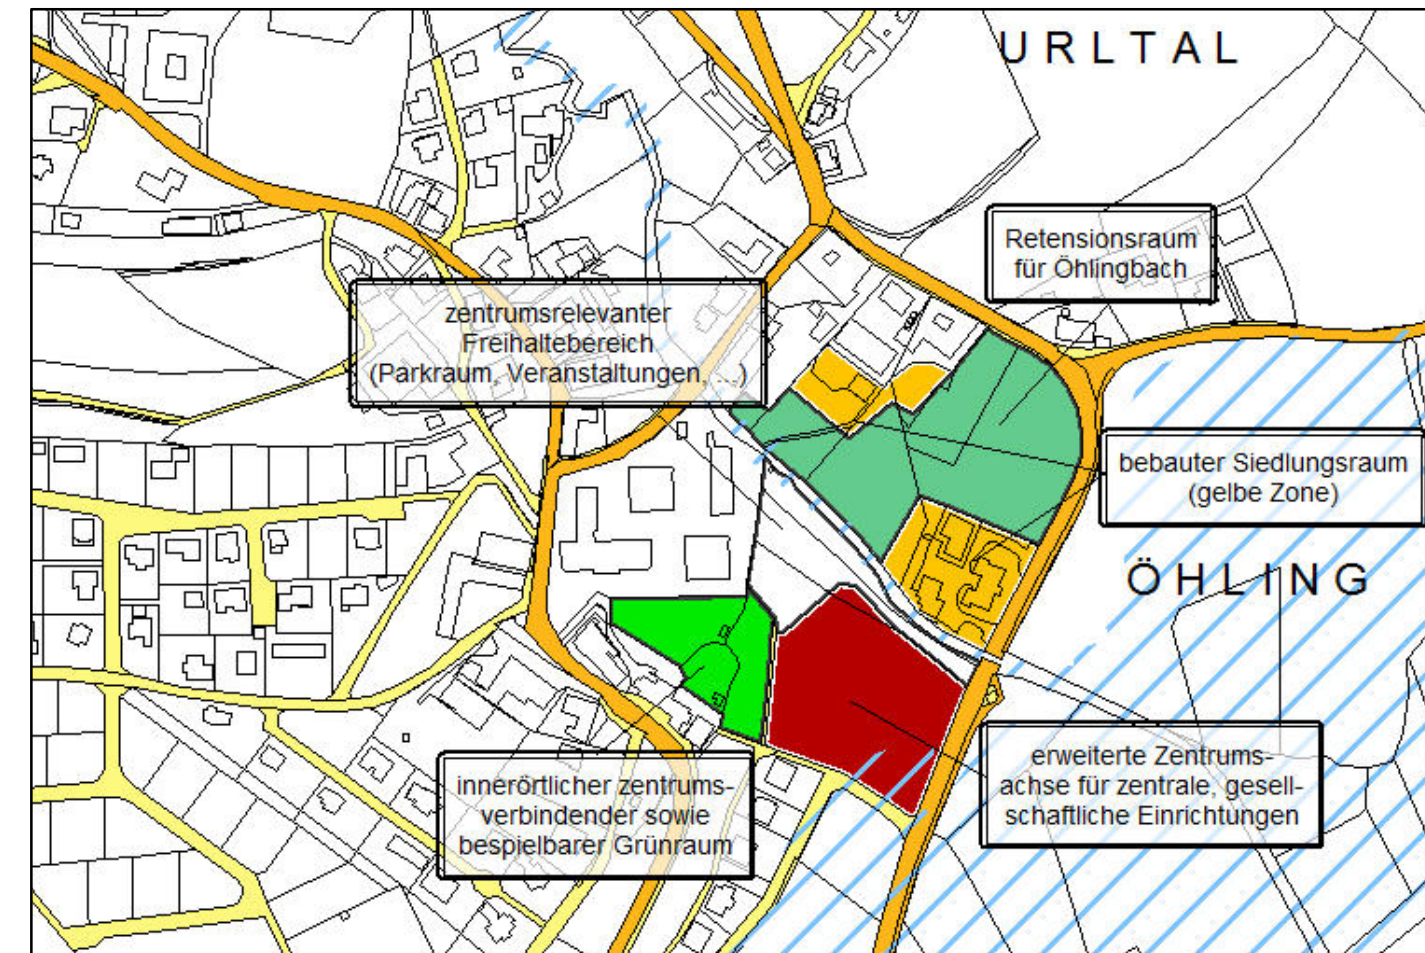 URLTAL
Retensionsraum
für Öhlingbach
zentrumsrelevanter
Freihaltebereich
(Parkraum, Veranstaltungen, ...)
bebauter Siedlungsraum
(gelbe Zone)
ÖHLING
erweiterte Zentrums-
achse für zentrale, gesell-
schaftliche Einrichtungen
innerörtlicher zentrums-
verbindender sowie
bespielbarer Grünraum